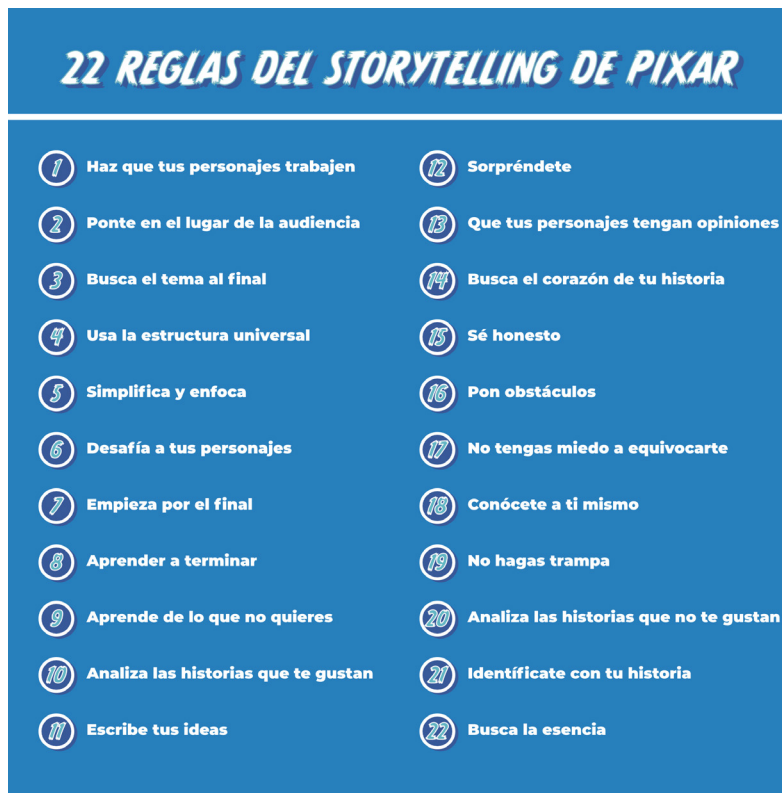 22 REGLAS DEL STORYTELLING DE PIXAR
1 Haz que tus personajes trabajen
2 Ponte en el lugar de la audiencia
3 Busca el tema al final
4 Usa la estructura universal
5 Simplifica y enfoca
6 Desafía a tus personajes
7 Empieza por el final
8 Aprender a terminar
9 Aprende de lo que no quieres
10 Analiza las historias que te gustan
11 Escribe tus ideas
12 Sorpréndete
13 Que tus personajes tengan opiniones
14 Busca el corazón de tu historia
15 Sé honesto
16 Pon obstáculos
17 No tengas miedo a equivocarte
18 Conócete a ti mismo
19 No hagas trampa
20 Analiza las historias que no te gustan
21 Identifícate con tu historia
22 Busca la esencia